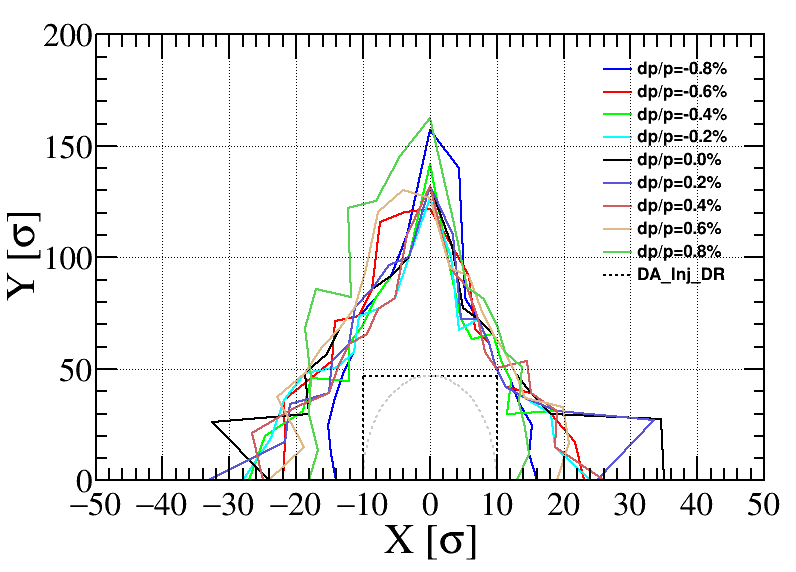 200
150
100
50
0
Y [σ]
dp/p=-0.8%
dp/p=-0.6%
dp/p=-0.4%
dp/p=-0.2%
dp/p=0.0%
dp/p=0.2%
dp/p=0.4%
dp/p=0.6%
dp/p=0.8%
DA_Inj_DR
−50 −40 −30 −20 −10 0 10 20 30 40 50
X [σ]